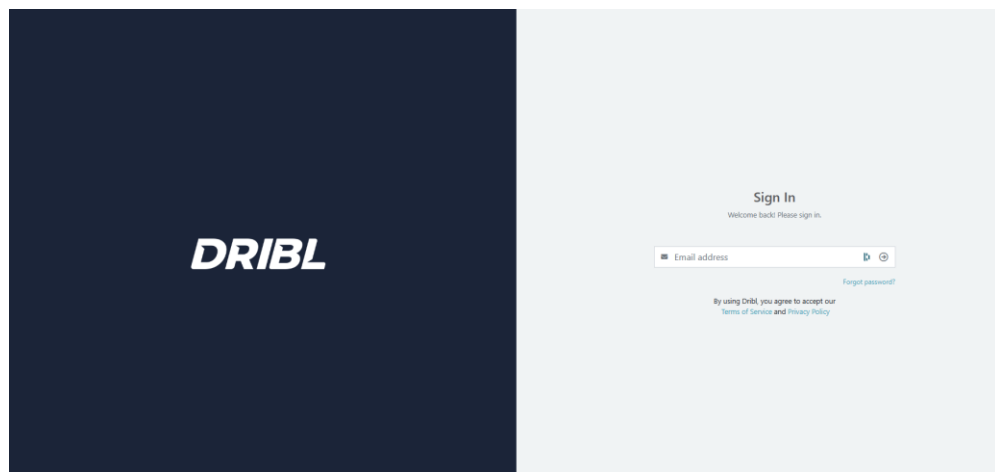 DRIBL
Sign In
Welcome back! Please sign in.
Email address
Forgot password?
By using Dribl, you agree to accept our
Terms of Service and Privacy Policy